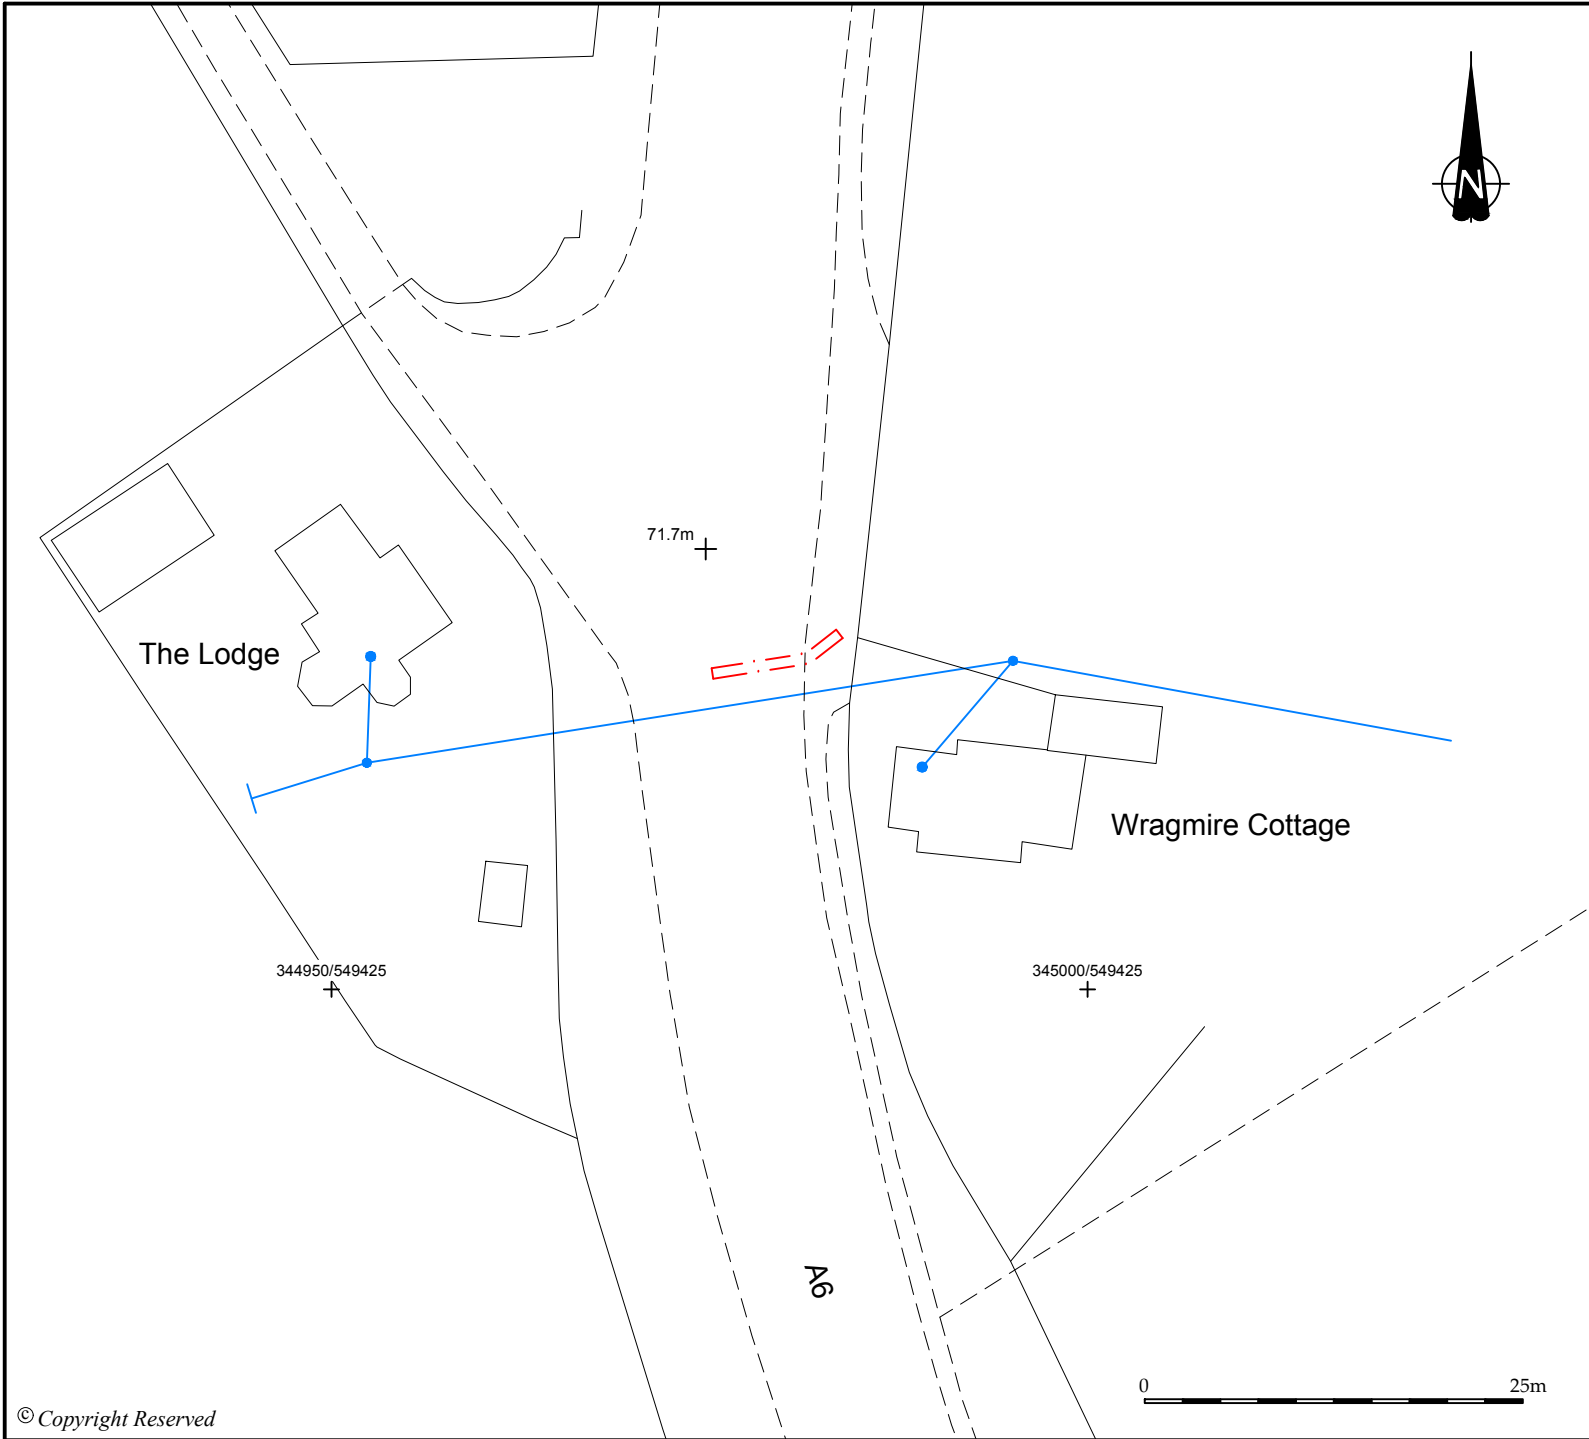 N
71.7m
The Lodge
Wragmire Cottage
344950/549425
345000/549425
A6
0 25m
© Copyright Reserved